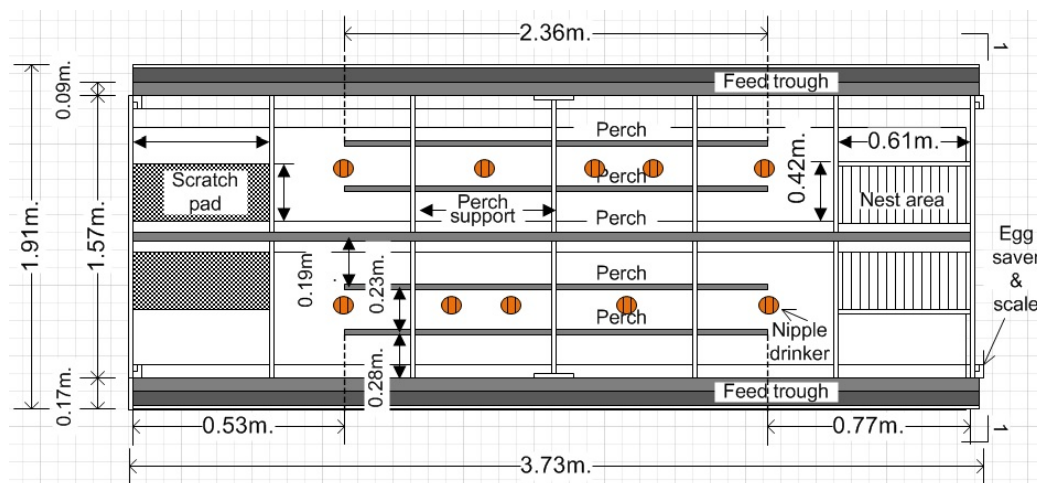 2.36m.
1
0.09m.
Feed trough
Perch
0.61m.
0.42m.
Scratch
pad
Perch
Nest area
Perch
support
Perch
1.91m.
1.57m.
Egg
saver
&
scale
0.19m
Perch
0.23m.
Perch
Nipple
drinker
0.28m.
0.17m.
Feed trough
0.53m.
0.77m.
1
3.73m.